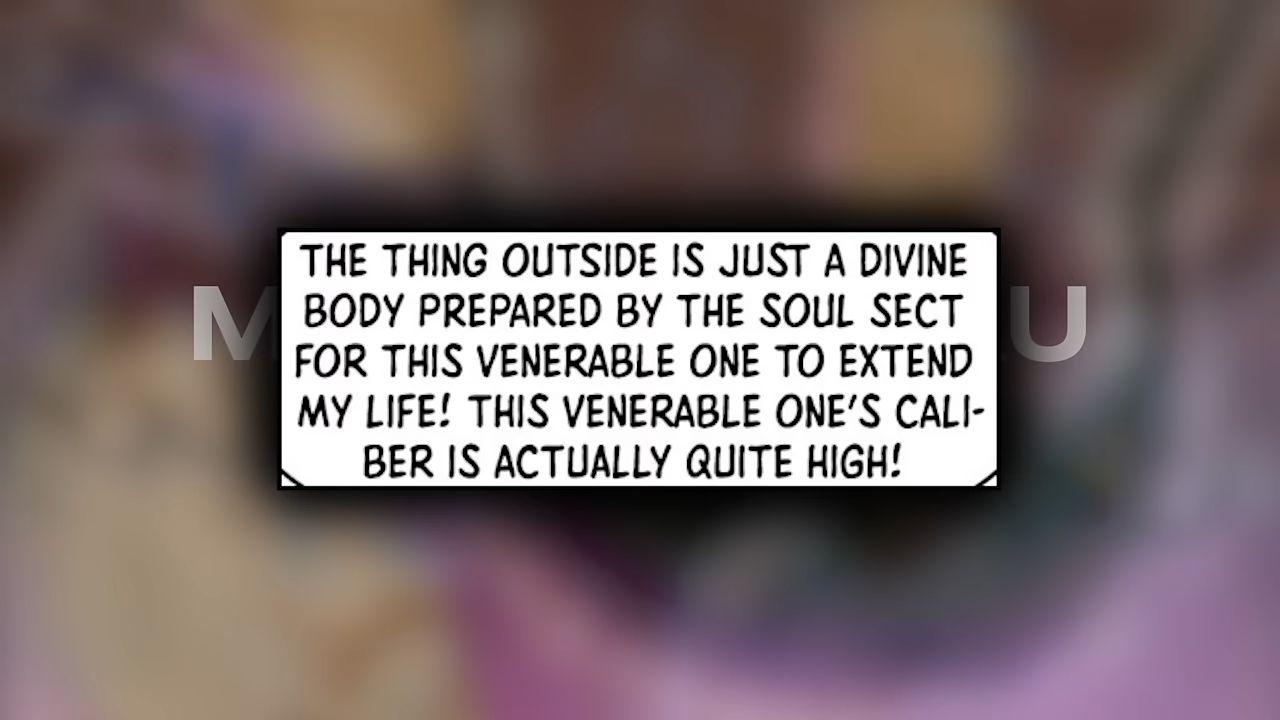 THE THING OUTSIDE IS JUST A DIVINE
BODY PREPARED BY THE SOUL SECT
FOR THIS VENERABLE ONE TO EXTEND
MY LIFE! THIS VENERABLE ONE'S CALI-
BER IS ACTUALLY QUITE HIGH!